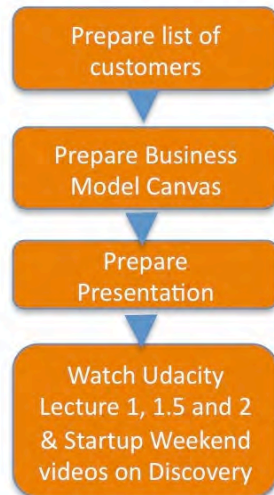 Prepare list of
customers
Prepare Business
Model Canvas
Prepare
Presentation
Watch Udacity
Lecture 1, 1.5 and 2
& Startup Weekend
videos on Discovery